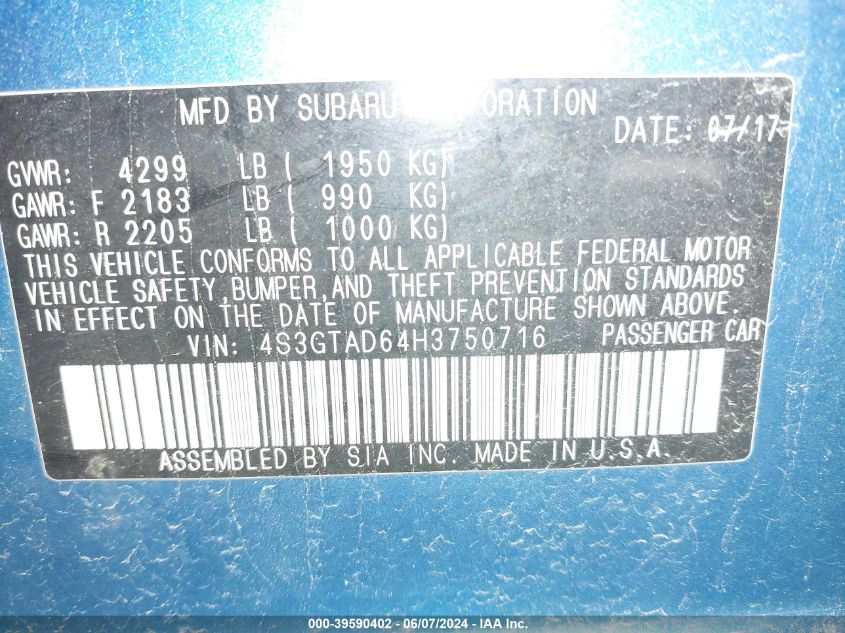 MFD BY SUBARU CORPORATION
DATE: 07/17
GVWR: 4299 LB ( 1950 KG)
GAWR: F 2183 LB ( 990 KG)
GAWR: R 2205 LB ( 1000 KG)
THIS VEHICLE CONFORMS TO ALL APPLICABLE FEDERAL MOTOR
VEHICLE SAFETY, BUMPER, AND THEFT PREVENTION STANDARDS
IN EFFECT ON THE DATE OF MANUFACTURE SHOWN ABOVE.
VIN: 4S3GTAD64H3750716 PASSENGER CAR
ASSEMBLED BY SIA INC. MADE IN U.S.A.
000-39590402 - 06/07/2024 - IAA Inc.